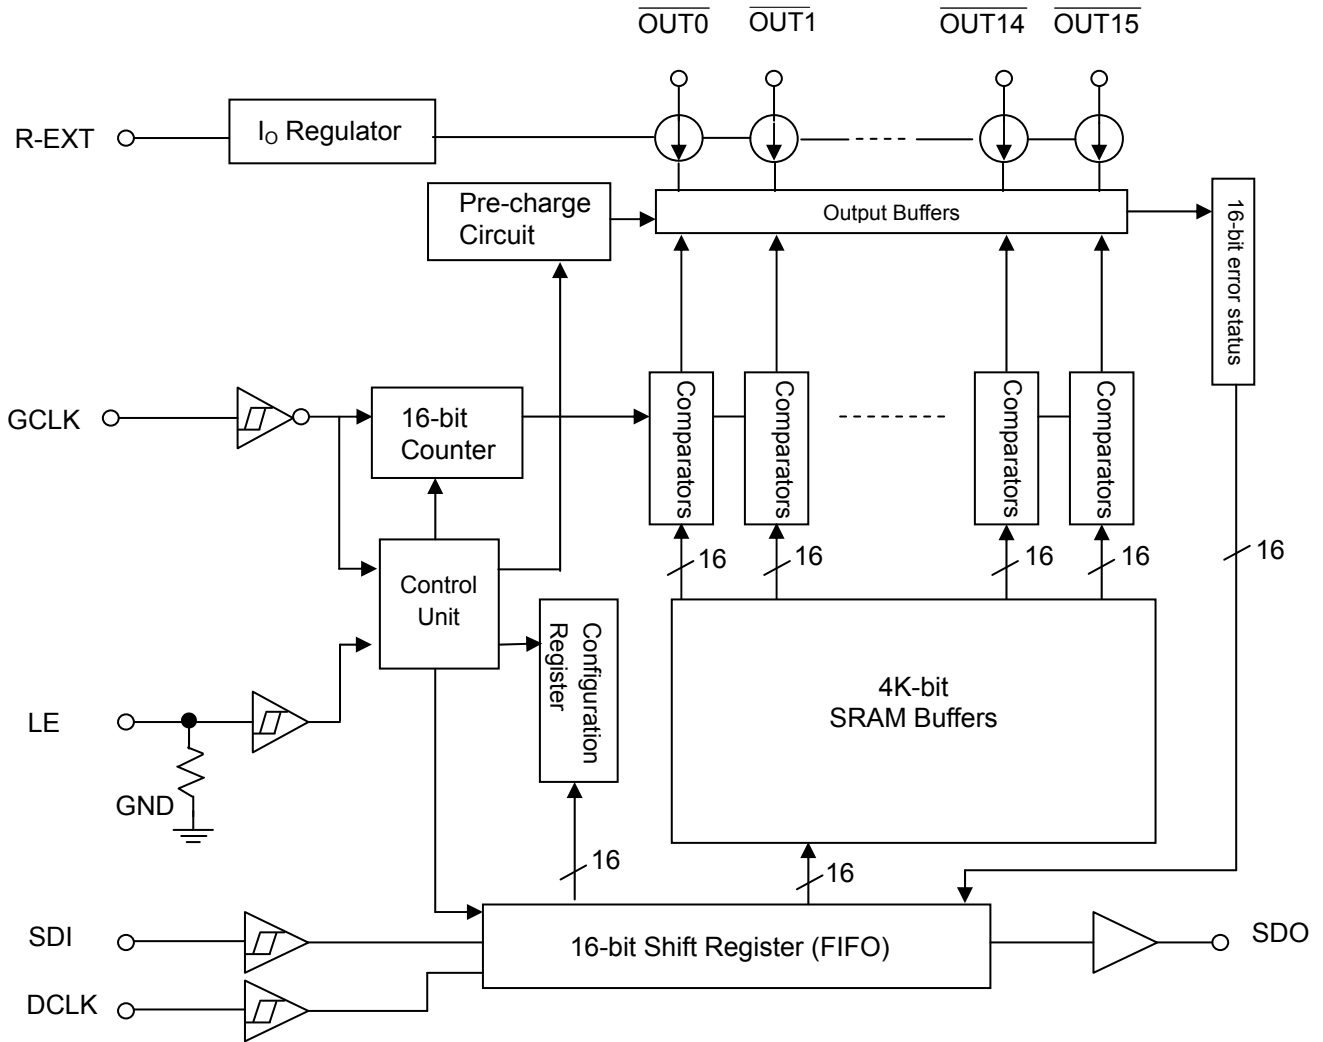 OUT0 OUT1 OUT14 OUT15
R-EXT
IO Regulator
Pre-charge
Circuit
Output Buffers
16-bit error status
GCLK
16-bit
Counter
Comparators
Comparators
Comparators
Comparators
16
16
16
16
16
Control
Unit
Configuration
Register
4K-bit
SRAM Buffers
LE
GND
16
16
SDI
16-bit Shift Register (FIFO)
SDO
DCLK